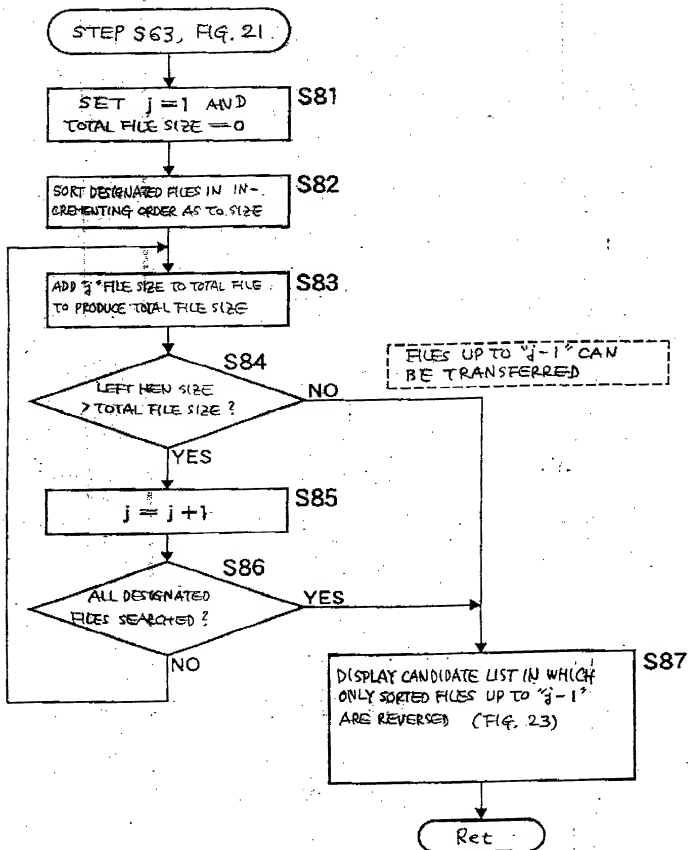 STEP S63, FIG. 21
S81
SET j=1 AND
TOTAL FILE SIZE =0
S82
SORT DESIGNATED FILES IN IN-
CREMENTING ORDER AS TO SIZE
S83
ADD "j" FILE SIZE TO TOTAL FILE
TO PRODUCE TOTAL FILE SIZE
S84
LEFT MEN SIZE
> TOTAL FILE SIZE ?
NO
YES
FILES UP TO "j-1" CAN
BE TRANSFERRED
S85
j = j+1
S86
ALL DESIGNATED
FILES SEARCHED ?
YES
NO
S87
DISPLAY CANDIDATE LIST IN WHICH
ONLY SORTED FILES UP TO "j-1"
ARE REVERSED (FIG. 23)
Ret